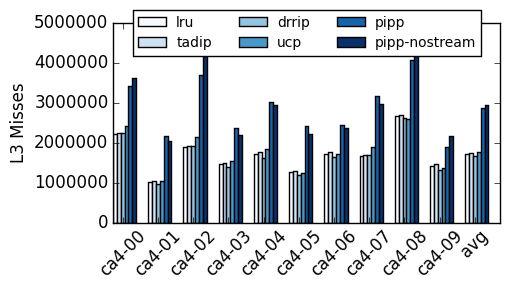 lru drrip pipp
tadip ucp pipp-nostream
L3 Misses
5000000
4000000
3000000
2000000
1000000
0
ca4-00 ca4-01 ca4-02 ca4-03 ca4-04 ca4-05 ca4-06 ca4-07 ca4-08 ca4-09 avg